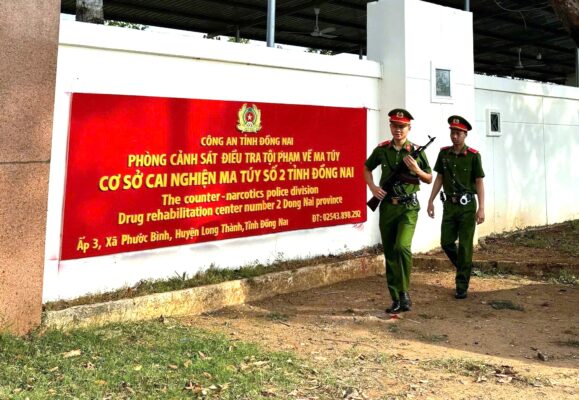 CÔNG AN TỈNH ĐỒNG NAI
PHÒNG CẢNH SÁT ĐIỀU TRA TỘI PHẠM VỀ MA TÚY
CƠ SỞ CAI NGHIỆN MA TÚY SỐ 2 TỈNH ĐỒNG NAI
The counter-narcotics police division
Drug rehabilitation center number 2 Dong Nai province
Ấp 3, Xã Phước Bình, Huyện Long Thành, Tỉnh Đồng Nai ĐT: 02543.898.292